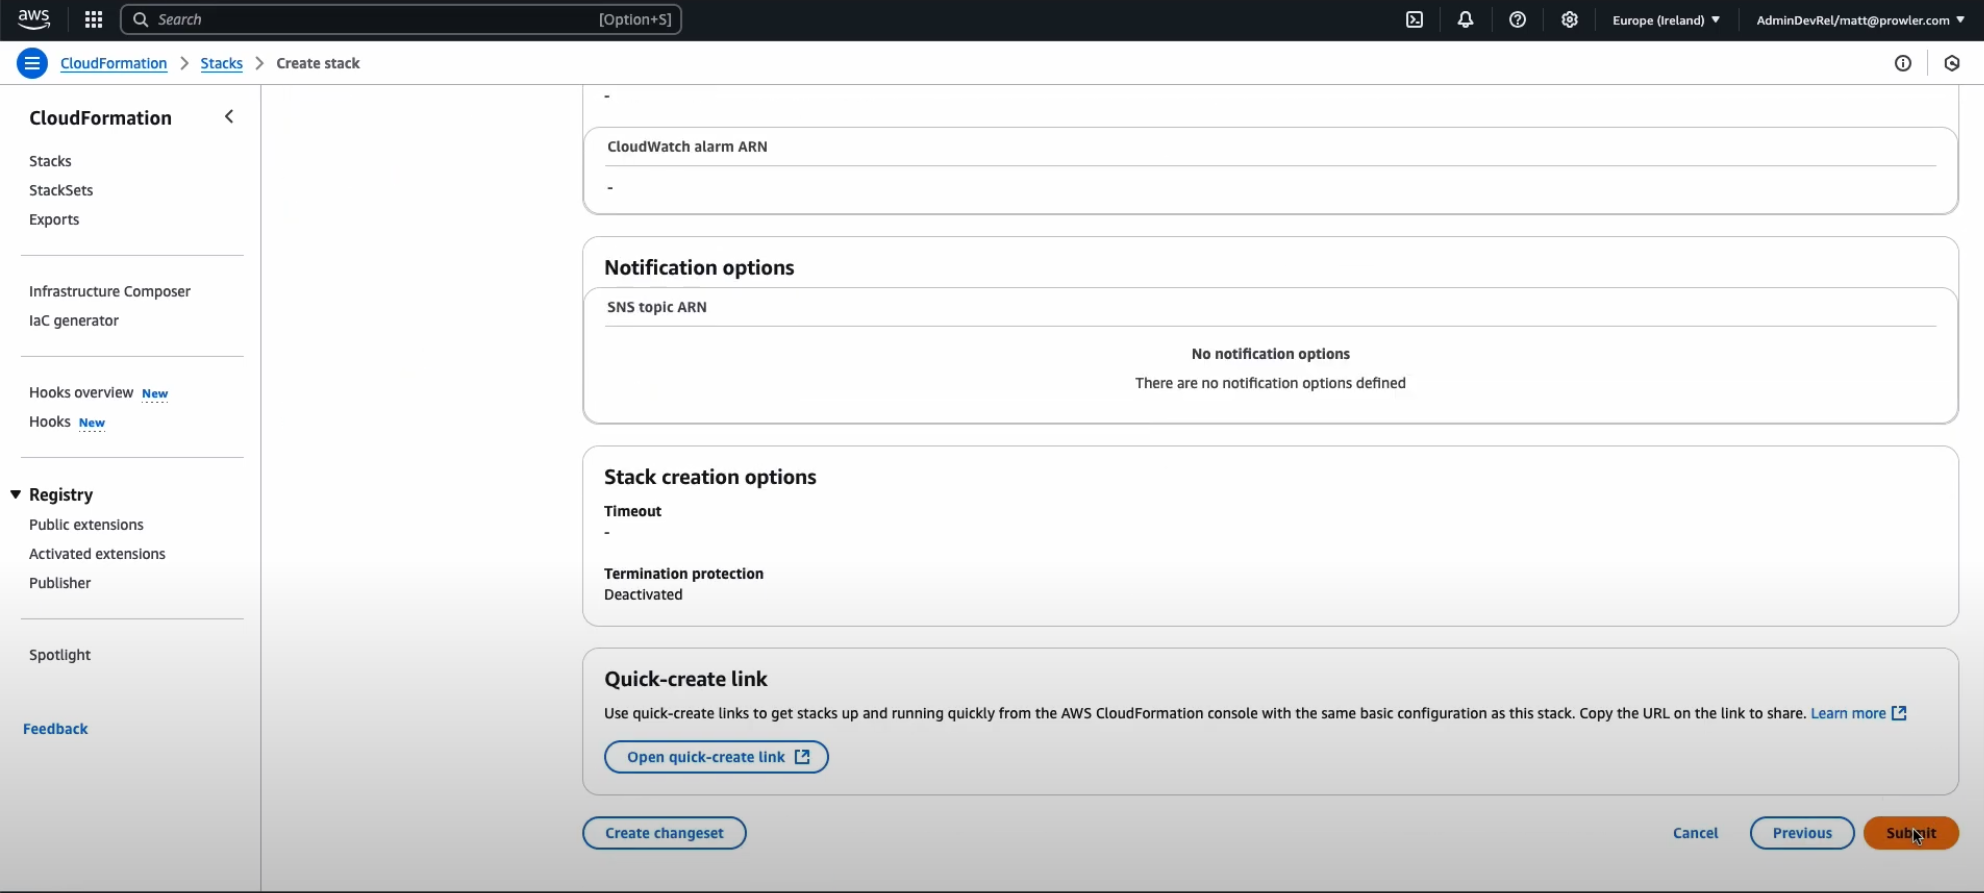 aws
Search
[Option+S]
Europe (Ireland)
AdminDevRel/matt@prowler.com
CloudFormation
Stacks
Create stack
CloudFormation
Stacks
StackSets
Exports
Infrastructure Composer
IaC generator
Hooks overview New
Hooks New
Registry
Public extensions
Activated extensions
Publisher
Spotlight
Feedback
-
CloudWatch alarm ARN
-
Notification options
SNS topic ARN
No notification options
There are no notification options defined
Stack creation options
Timeout
-
Termination protection
Deactivated
Quick-create link
Use quick-create links to get stacks up and running quickly from the AWS CloudFormation console with the same basic configuration as this stack. Copy the URL on the link to share. Learn more
Open quick-create link
Create changeset
Cancel
Previous
Submit